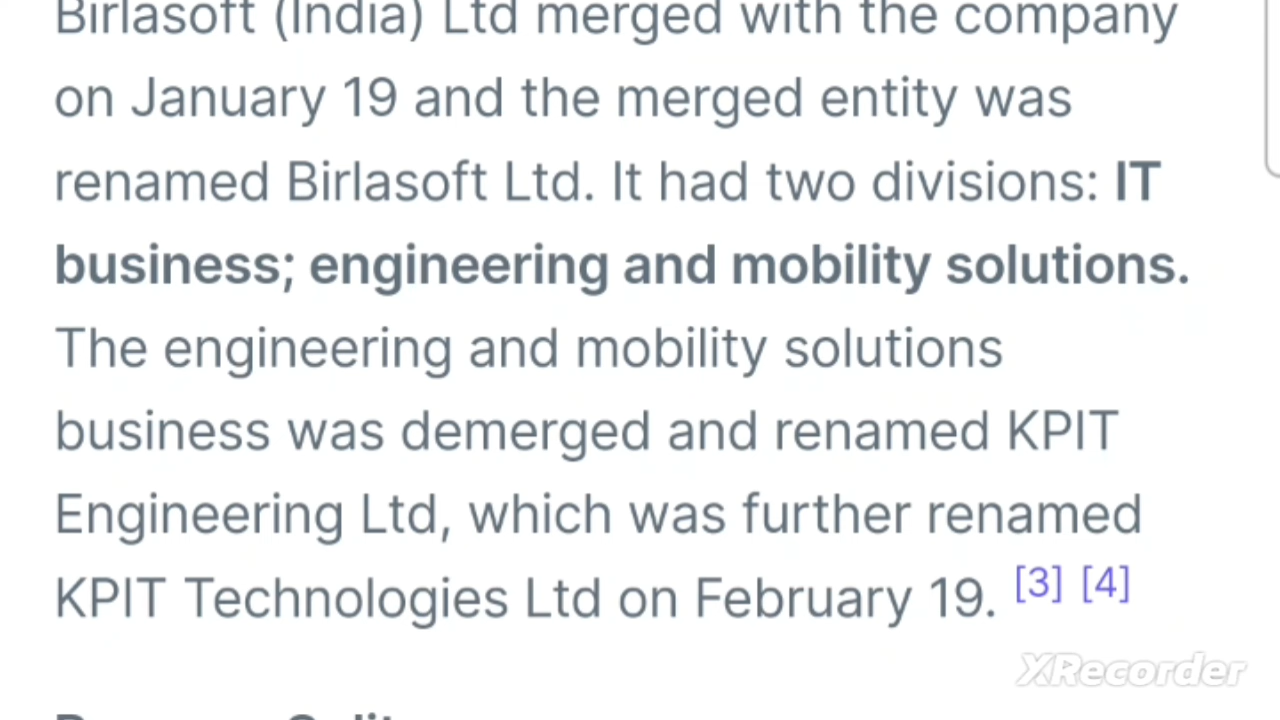 Birlasoft (India) Ltd merged with the company
on January 19 and the merged entity was
renamed Birlasoft Ltd. It had two divisions: IT
business; engineering and mobility solutions.
The engineering and mobility solutions
business was demerged and renamed KPIT
Engineering Ltd, which was further renamed
KPIT Technologies Ltd on February 19. [3] [4]
XRecorder